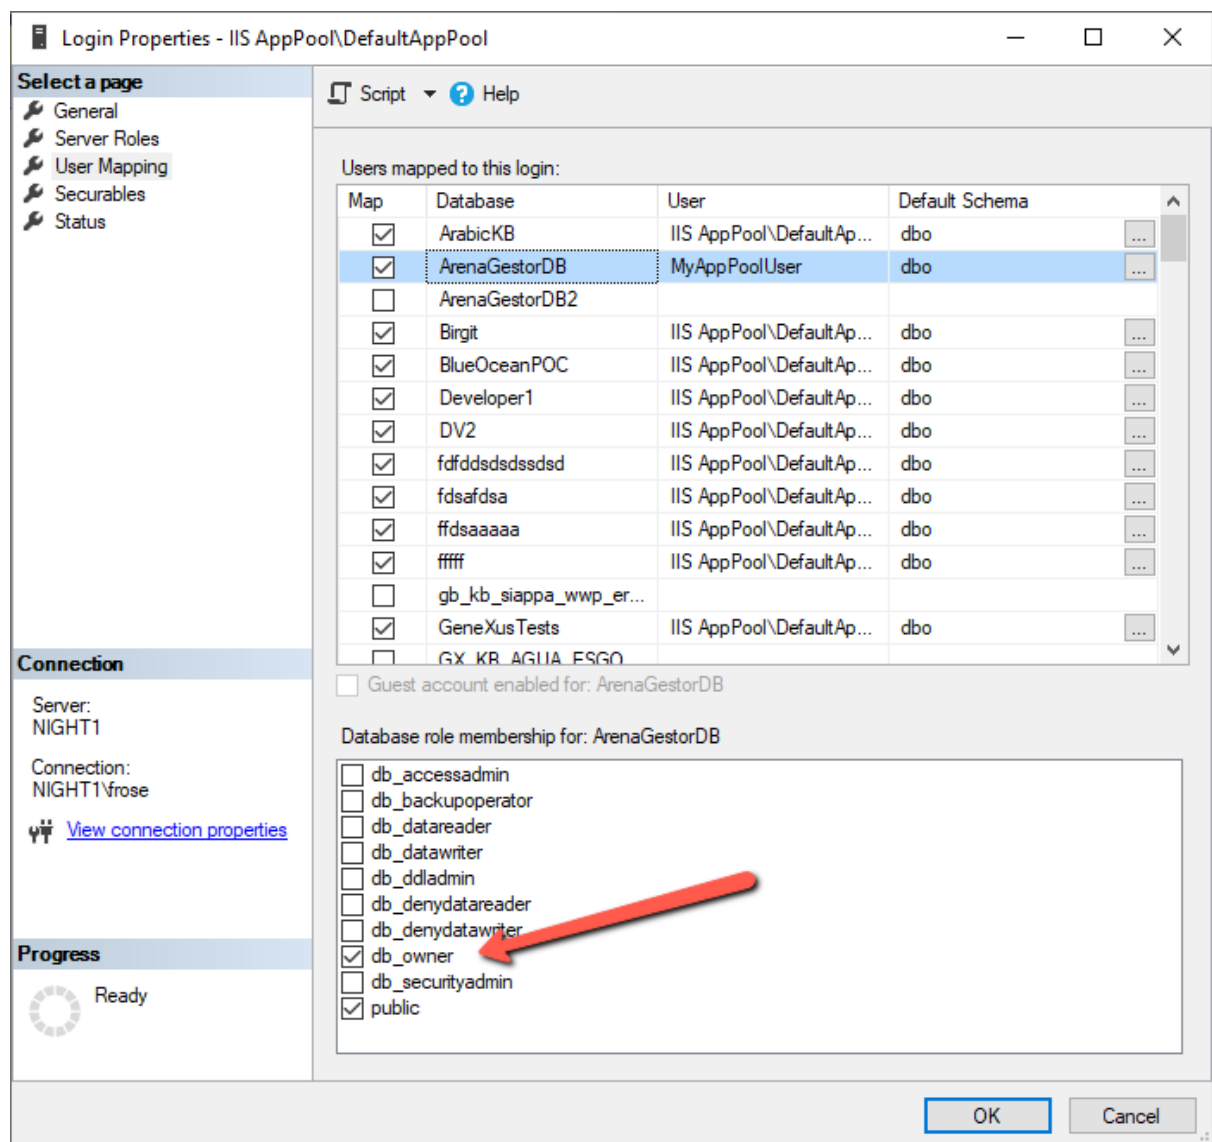 Login Properties - IIS AppPool\DefaultAppPool
Select a page
General
Server Roles
User Mapping
Securables
Status
Script
Help
Users mapped to this login:
Map Database User Default Schema
ArabicKB IIS AppPool\DefaultAp... dbo ...
ArenaGestorDB MyAppPoolUser dbo ...
ArenaGestorDB2
Birgit IIS AppPool\DefaultAp... dbo ...
BlueOceanPOC IIS AppPool\DefaultAp... dbo ...
Developer1 IIS AppPool\DefaultAp... dbo ...
DV2 IIS AppPool\DefaultAp... dbo ...
fdfddsdsdssdsd IIS AppPool\DefaultAp... dbo ...
fdsafdsa IIS AppPool\DefaultAp... dbo ...
ffdsaaaaa IIS AppPool\DefaultAp... dbo ...
ffffff IIS AppPool\DefaultAp... dbo ...
gb_kb_siappa_wwp_er...
GeneXusTests IIS AppPool\DefaultAp... dbo ...
GX_KB_AGUA_ESGO
Guest account enabled for: ArenaGestorDB
Database role membership for: ArenaGestorDB
db_accessadmin
db_backupoperator
db_datareader
db_datawriter
db_ddladmin
db_denydatareader
db_denydatawriter
db_owner
db_securityadmin
public
Connection
Server:
NIGHT1
Connection:
NIGHT1\frose
View connection properties
Progress
Ready
OK
Cancel